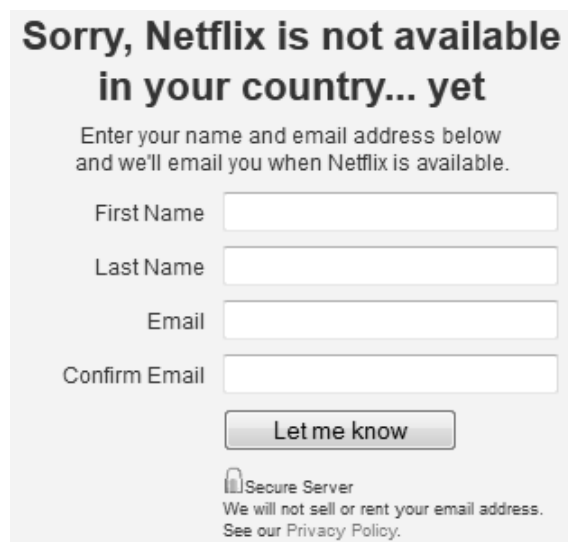 Sorry, Netflix is not available
in your country... yet
Enter your name and email address below
and we'll email you when Netflix is available.
First Name
Last Name
Email
Confirm Email
Let me know
Secure Server
We will not sell or rent your email address.
See our Privacy Policy.